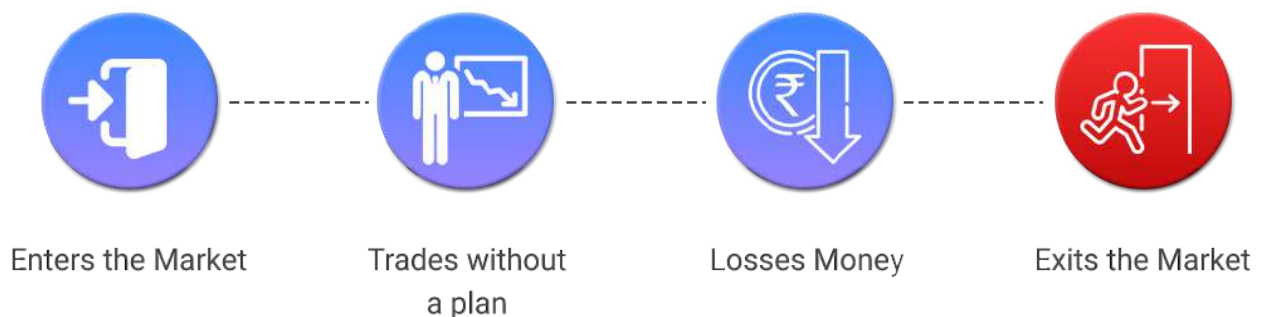 ₹
Enters the Market
Trades without
a plan
Losses Money
Exits the Market